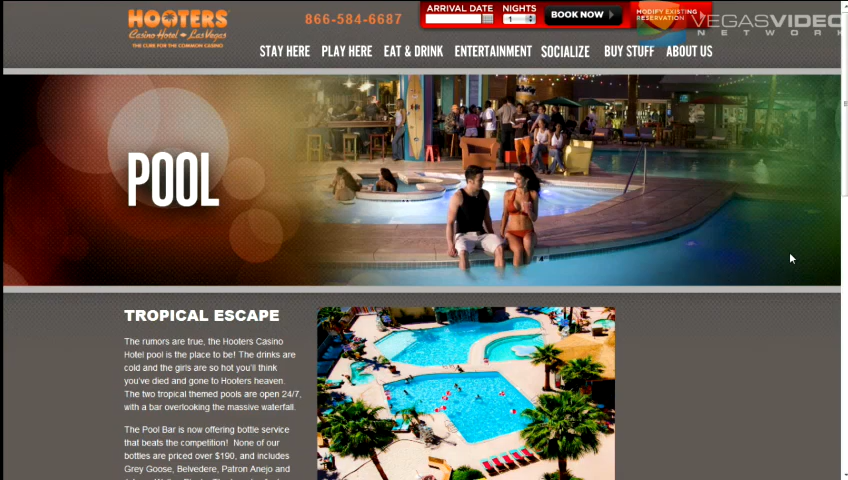 HOOTERS
Casino Hotel Las Vegas
THE CURE FOR THE COMMON CASINO
866-584-6687
ARRIVAL DATE
NIGHTS
1
BOOK NOW
MODIFY EXISTING
RESERVATION
VEGASVIDEO
NETWORK
STAY HERE PLAY HERE EAT & DRINK ENTERTAINMENT SOCIALIZE BUY STUFF ABOUT US
POOL
TROPICAL ESCAPE
The rumors are true, the Hooters Casino
Hotel pool is the place to be! The drinks are
cold and the girls are so hot you'll think
you've died and gone to Hooters heaven.
The two tropical themed pools are open 24/7,
with a bar overlooking the massive waterfall.
The Pool Bar is now offering bottle service
that beats the competition! None of our
bottles are priced over $190, and includes
Grey Goose, Belvedere, Patron Anejo and